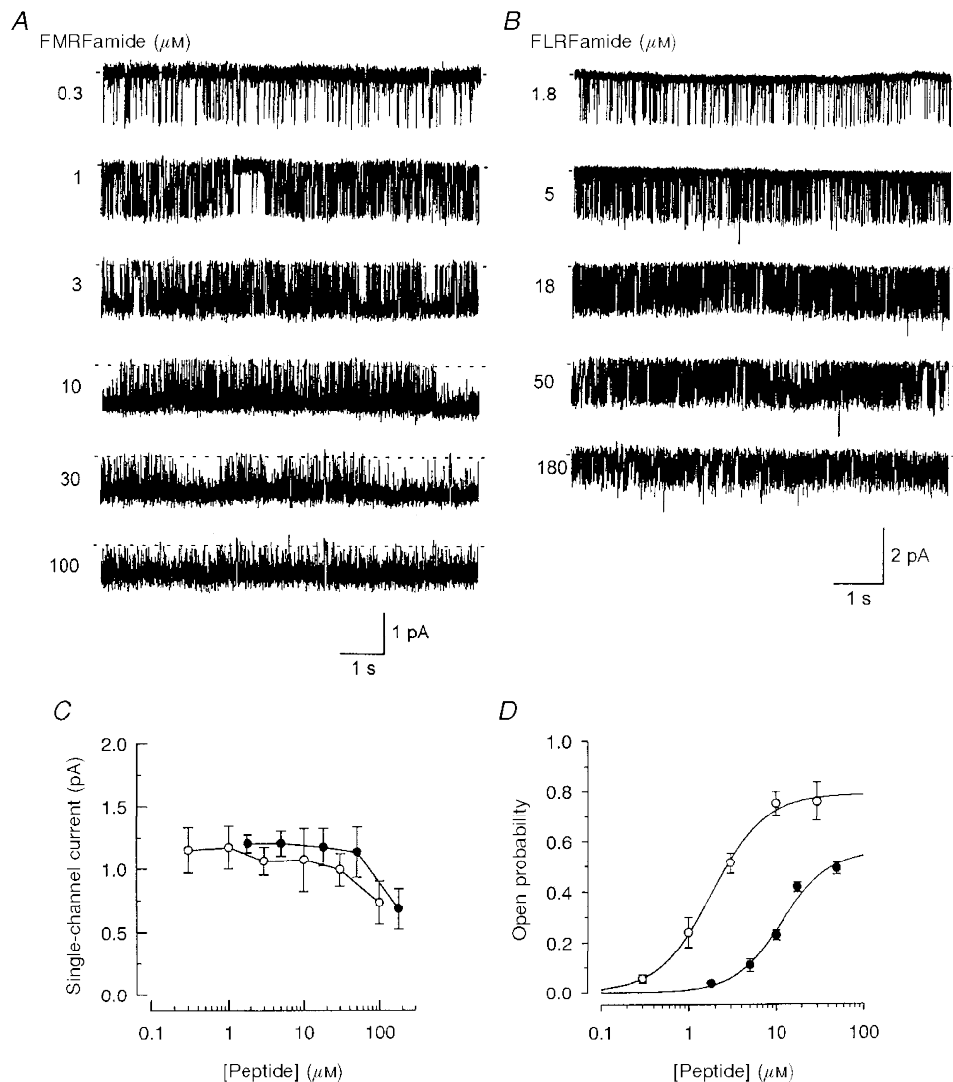 A
FMRFamide (μM)
0.3
1
3
10
30
100
1 pA
1 s
B
FLRFamide (μM)
1.8
5
18
50
180
2 pA
1 s
C
Single-channel current (pA)
2.0
1.5
1.0
0.5
0.0
0.1 1 10 100
[Peptide] (μM)
D
Open probability
1.0
0.8
0.6
0.4
0.2
0.0
0.1 1 10 100
[Peptide] (μM)